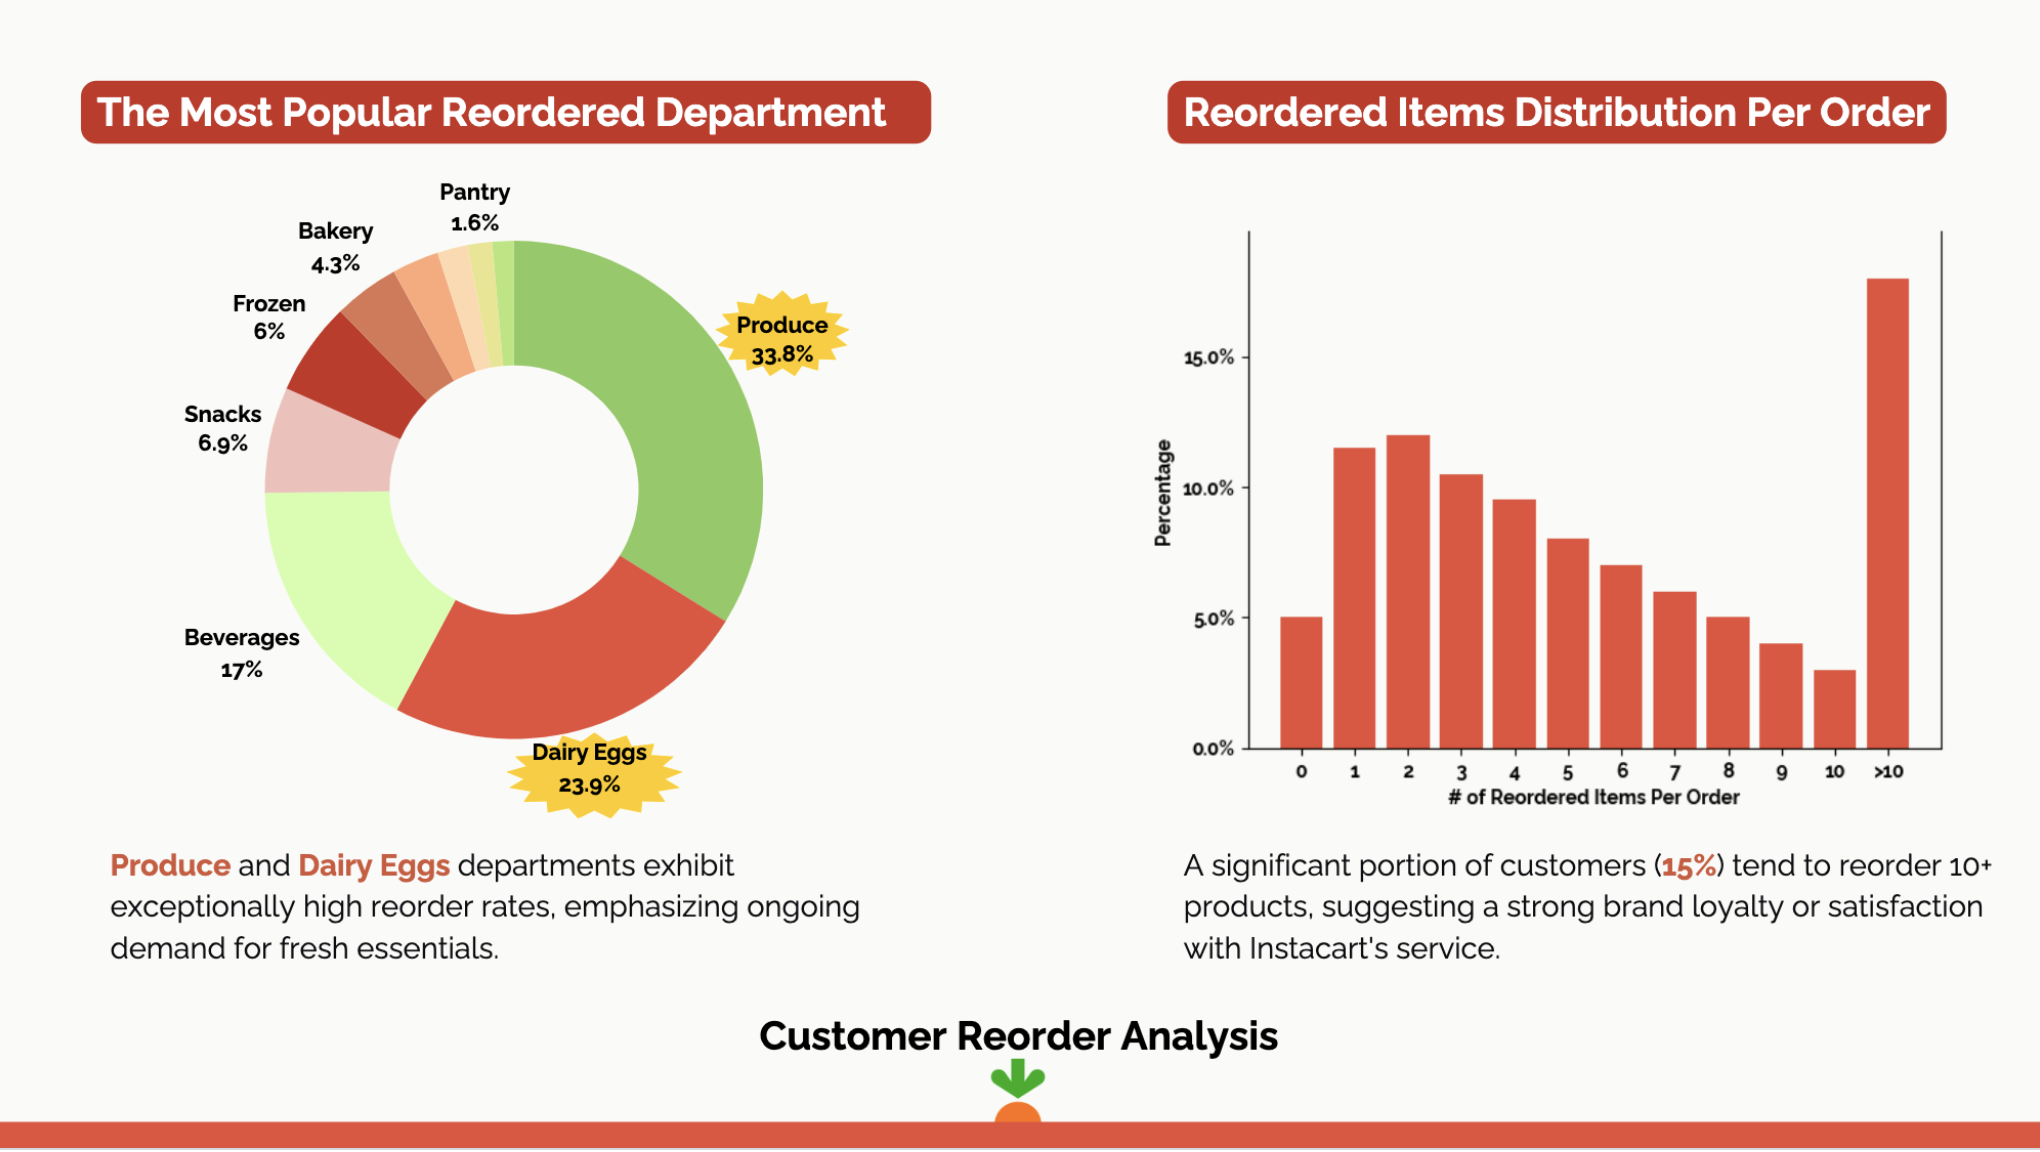 The Most Popular Reordered Department
Pantry
1.6%
Bakery
4.3%
Frozen
6%
Snacks
6.9%
Beverages
17%
Produce
33.8%
Dairy Eggs
23.9%
Produce and Dairy Eggs departments exhibit
exceptionally high reorder rates, emphasizing ongoing
demand for fresh essentials.
Reordered Items Distribution Per Order
Percentage
15.0%
10.0%
5.0%
0.0%
0 1 2 3 4 5 6 7 8 9 10 >10
# of Reordered Items Per Order
A significant portion of customers (15%) tend to reorder 10+
products, suggesting a strong brand loyalty or satisfaction
with Instacart's service.
Customer Reorder Analysis